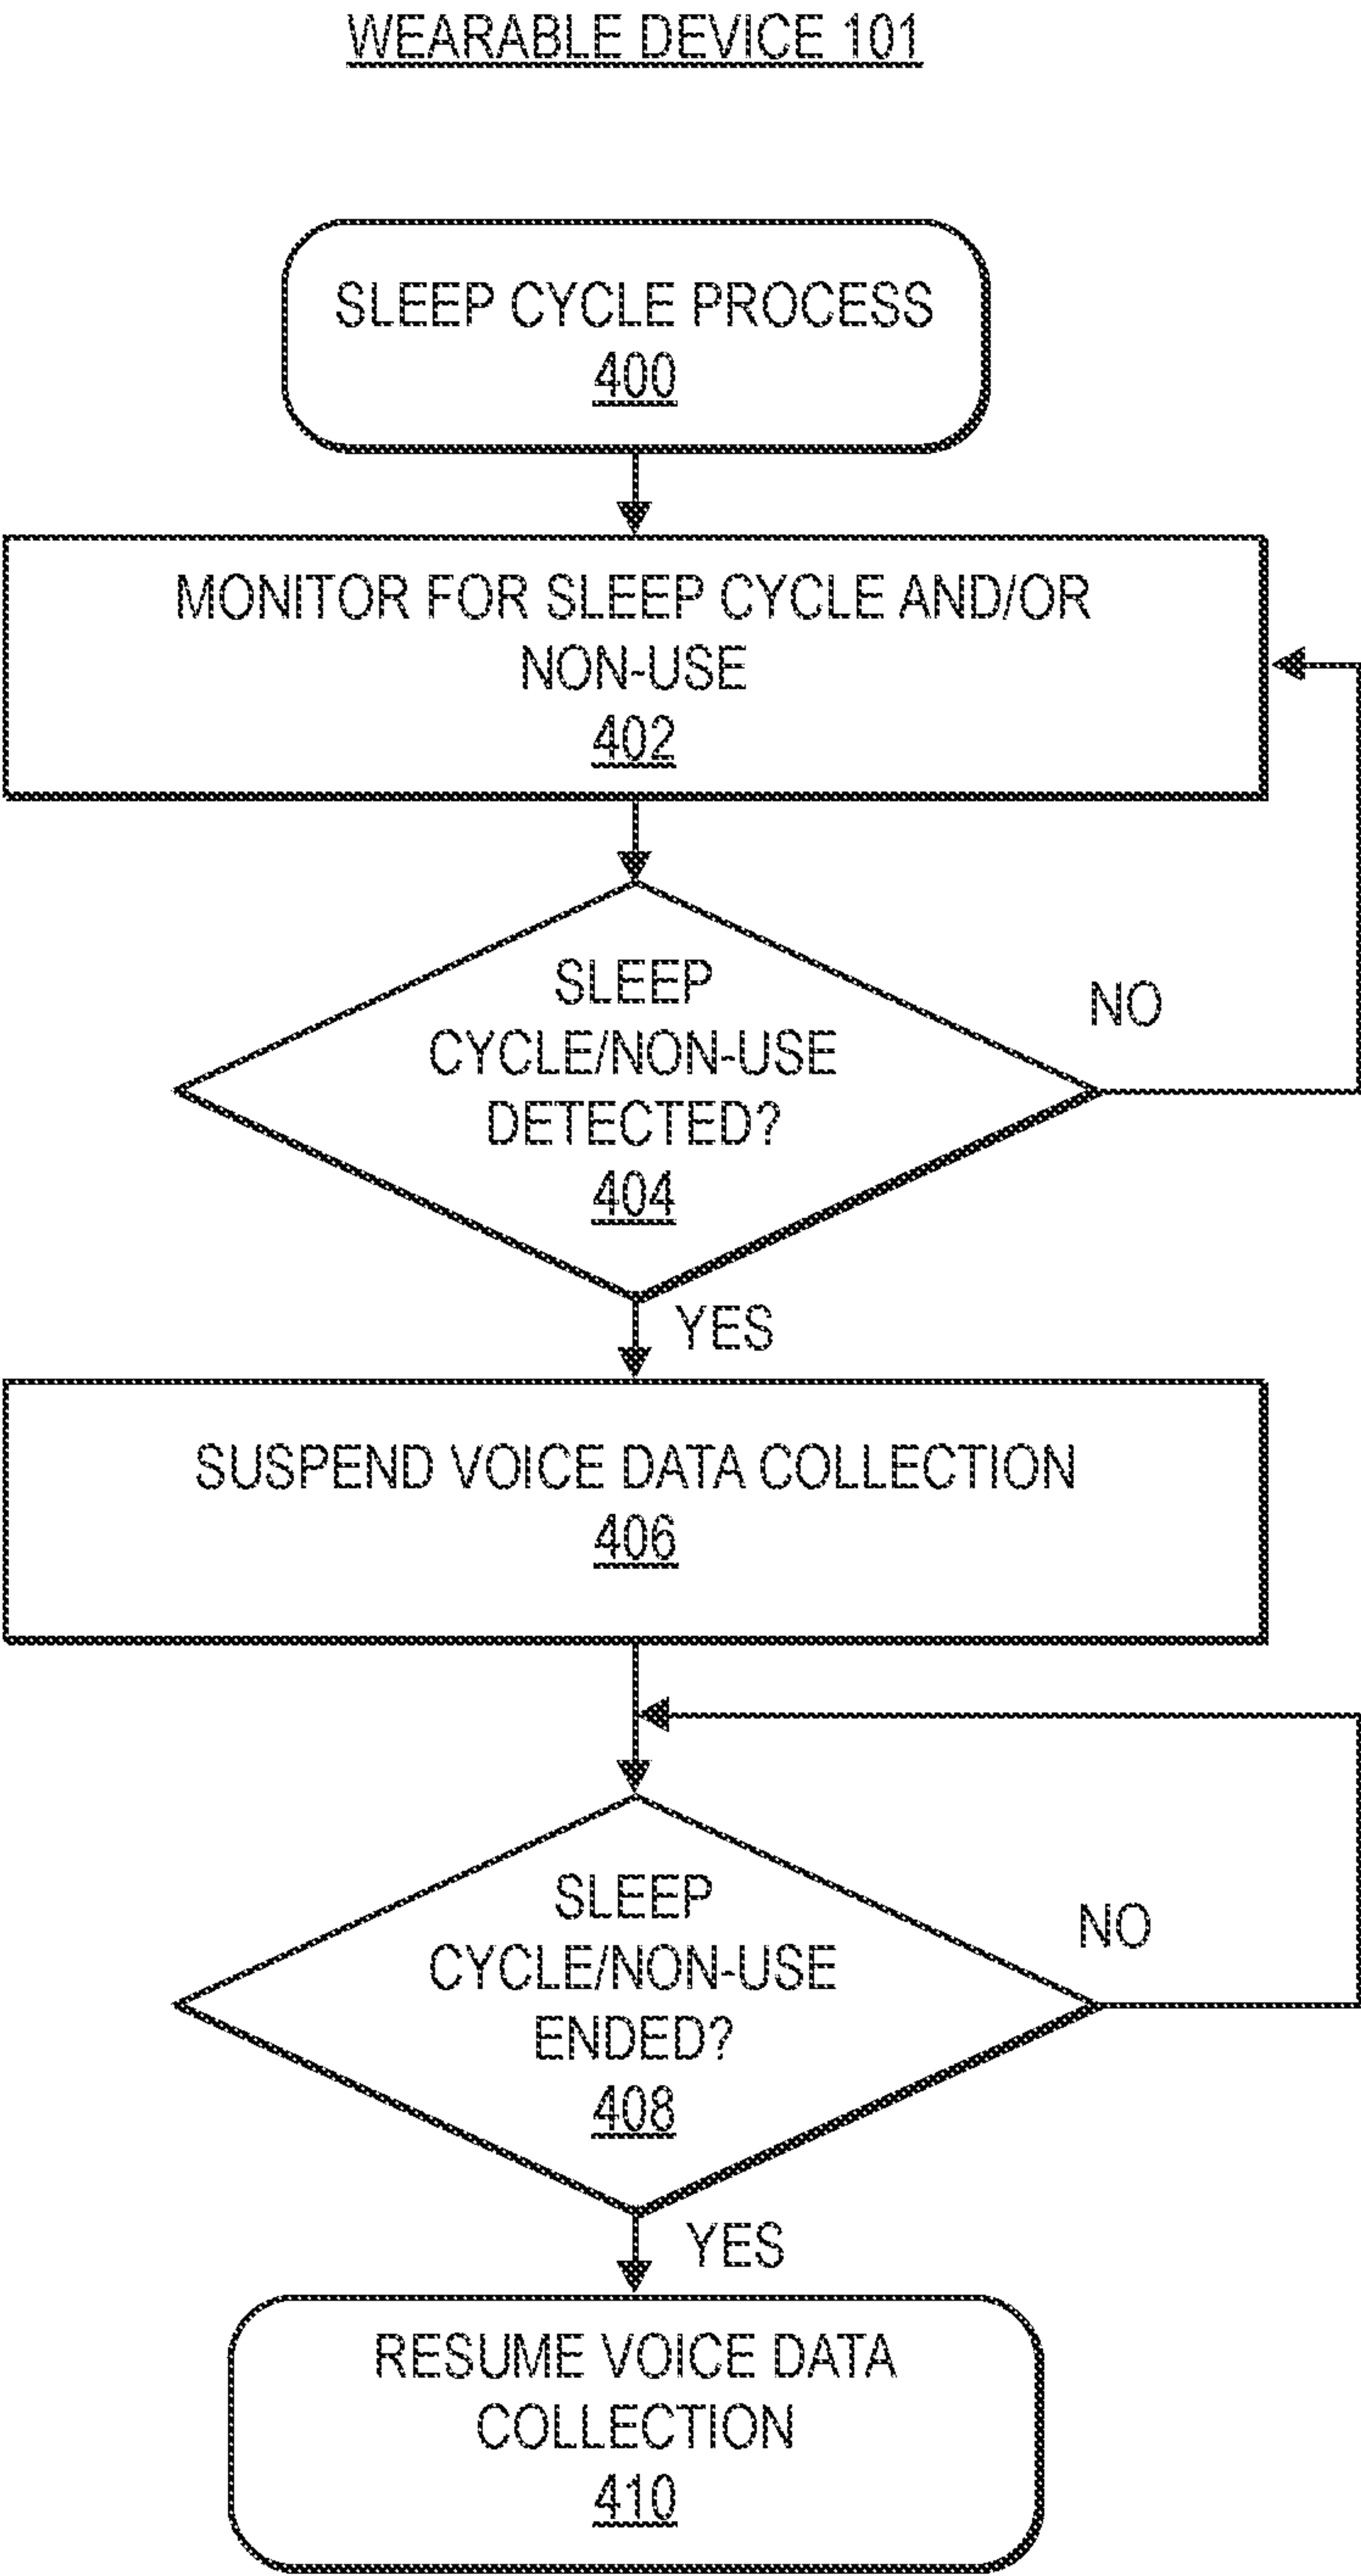 WEARABLE DEVICE 101
SLEEP CYCLE PROCESS
400
MONITOR FOR SLEEP CYCLE AND/OR
NON-USE
402
SLEEP
CYCLE/NON-USE
DETECTED?
404
NO
YES
SUSPEND VOICE DATA COLLECTION
406
SLEEP
CYCLE/NON-USE
ENDED?
408
NO
YES
RESUME VOICE DATA
COLLECTION
410